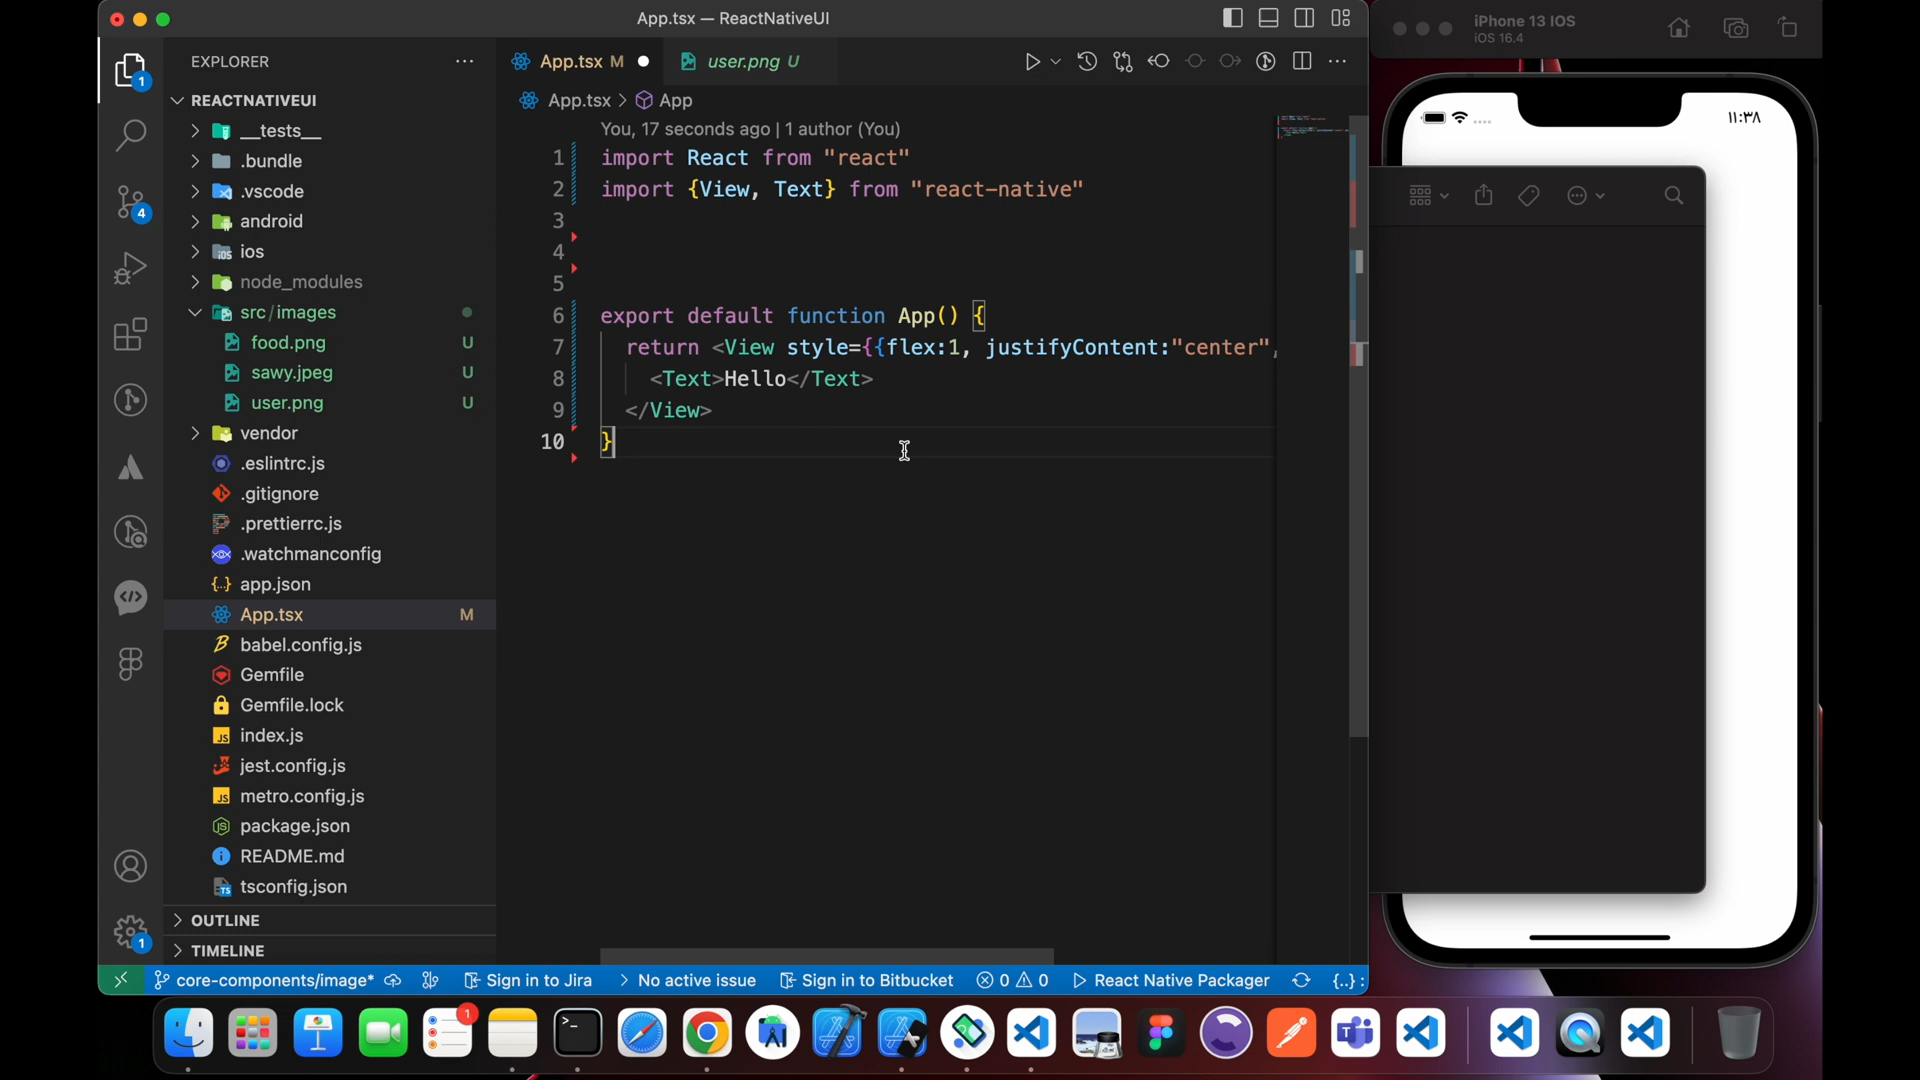 App.tsx — ReactNativeUI
iPhone 13 IOS
iOS 16.4
1
EXPLORER
App.tsx M
user.png U
REACTNATIVEUI
App.tsx > App
__tests__
You, 17 seconds ago | 1 author (You)
١١:٣٨
.bundle
1 import React from "react"
.vscode
2 import {View, Text} from "react-native"
4
android
3
ios
4
node_modules
5
src/images
6 export default function App() {
food.png U
7 return <View style={{flex:1, justifyContent:"center",
sawy.jpeg U
8 <Text>Hello</Text>
user.png U
9 </View>
vendor
10 }
.eslintrc.js
.gitignore
.prettierrc.js
.watchmanconfig
app.json
App.tsx M
babel.config.js
Gemfile
Gemfile.lock
index.js
jest.config.js
metro.config.js
package.json
README.md
tsconfig.json
OUTLINE
1
TIMELINE
core-components/image* Sign in to Jira No active issue Sign in to Bitbucket 0 0 React Native Packager {..} :
1